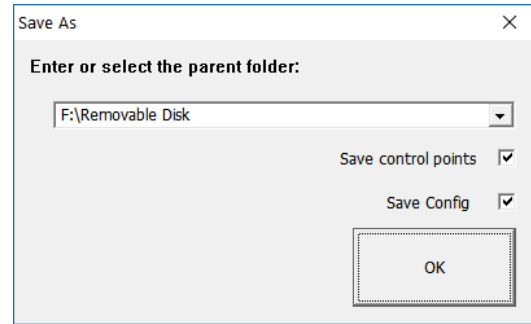 Save As
Enter or select the parent folder:
F:\Removable Disk
Save control points
Save Config
OK